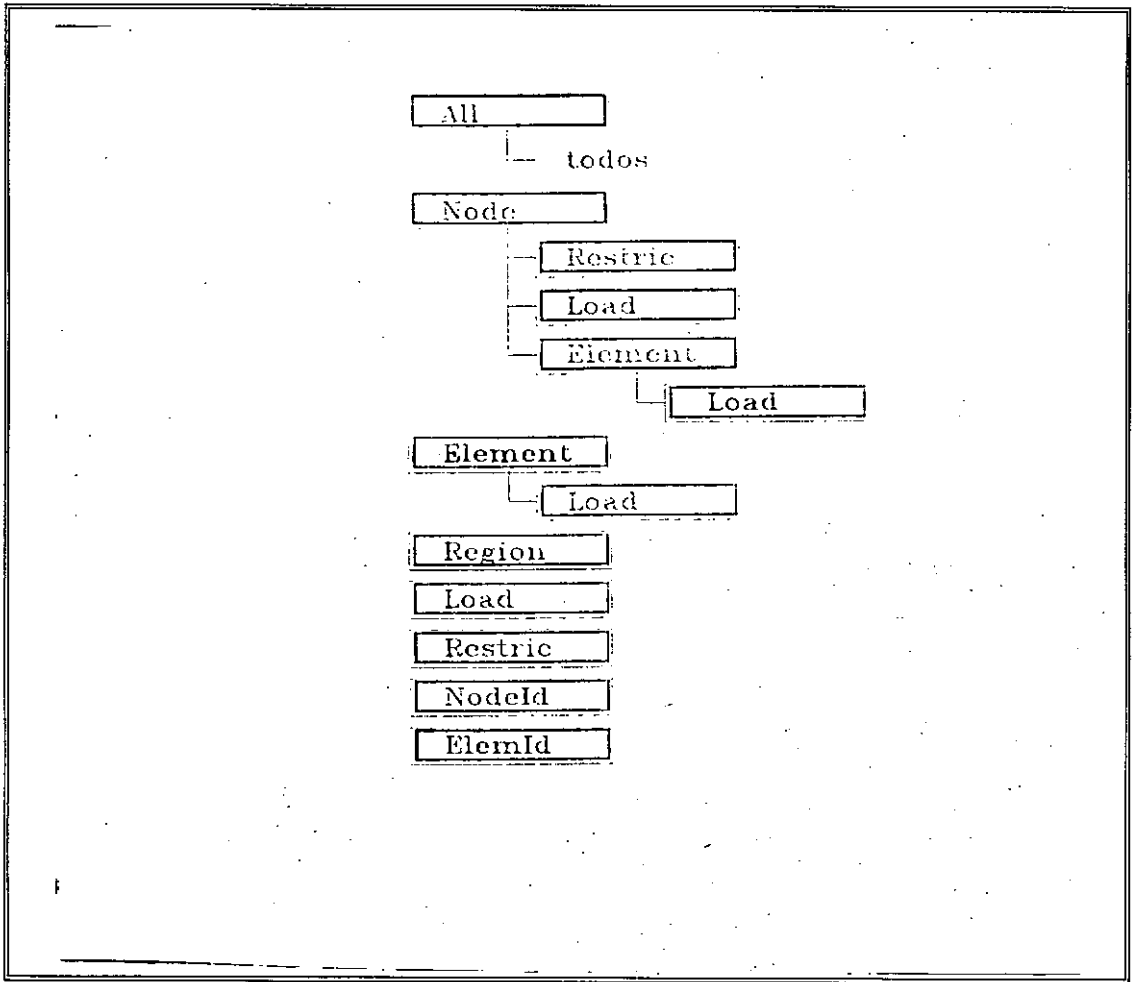 All
todos
Node
Restric
Load
Element
Load
Element
Load
Region
Load
Restric
NodeId
ElemId